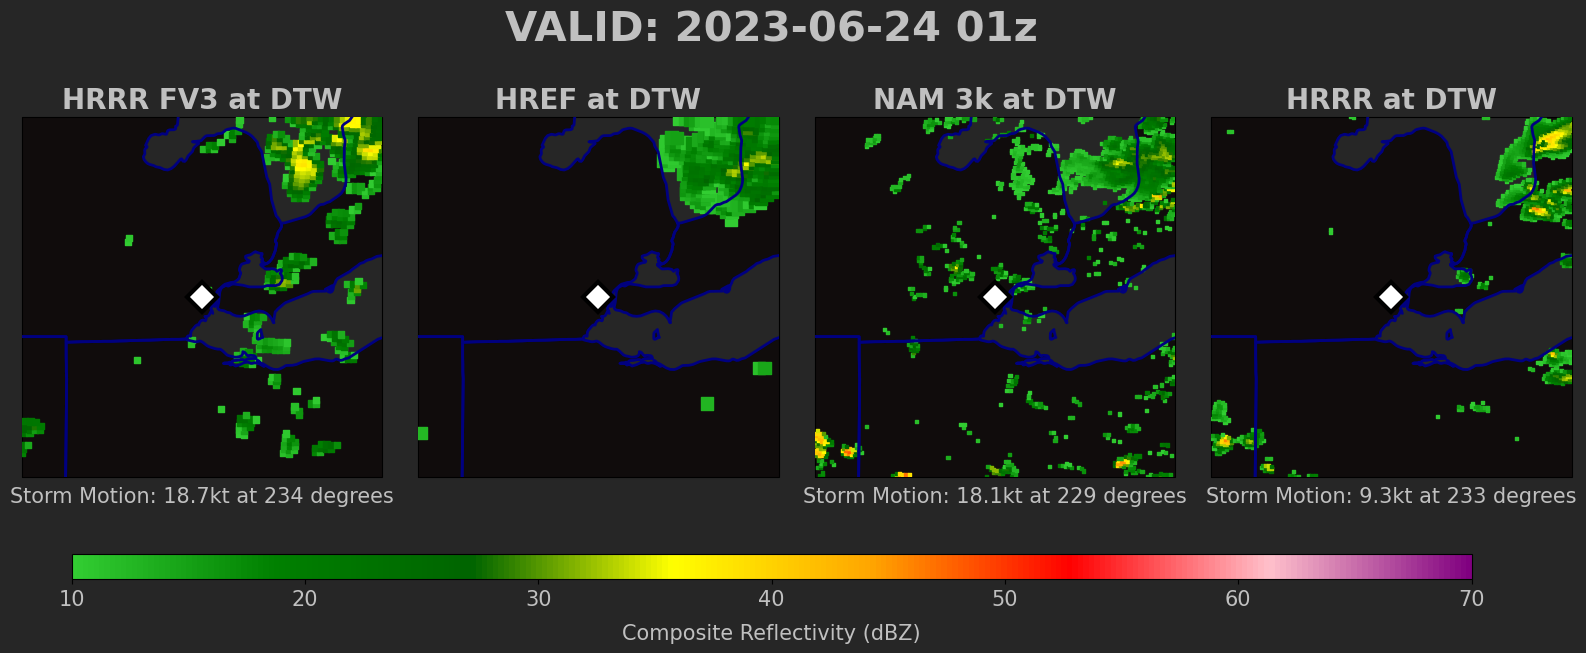 VALID: 2023-06-24 01z
HRRR FV3 at DTW
HREF at DTW
NAM 3k at DTW
HRRR at DTW
Storm Motion: 18.7kt at 234 degrees
Storm Motion: 18.1kt at 229 degrees
Storm Motion: 9.3kt at 233 degrees
10 20 30 40 50 60 70
Composite Reflectivity (dBZ)